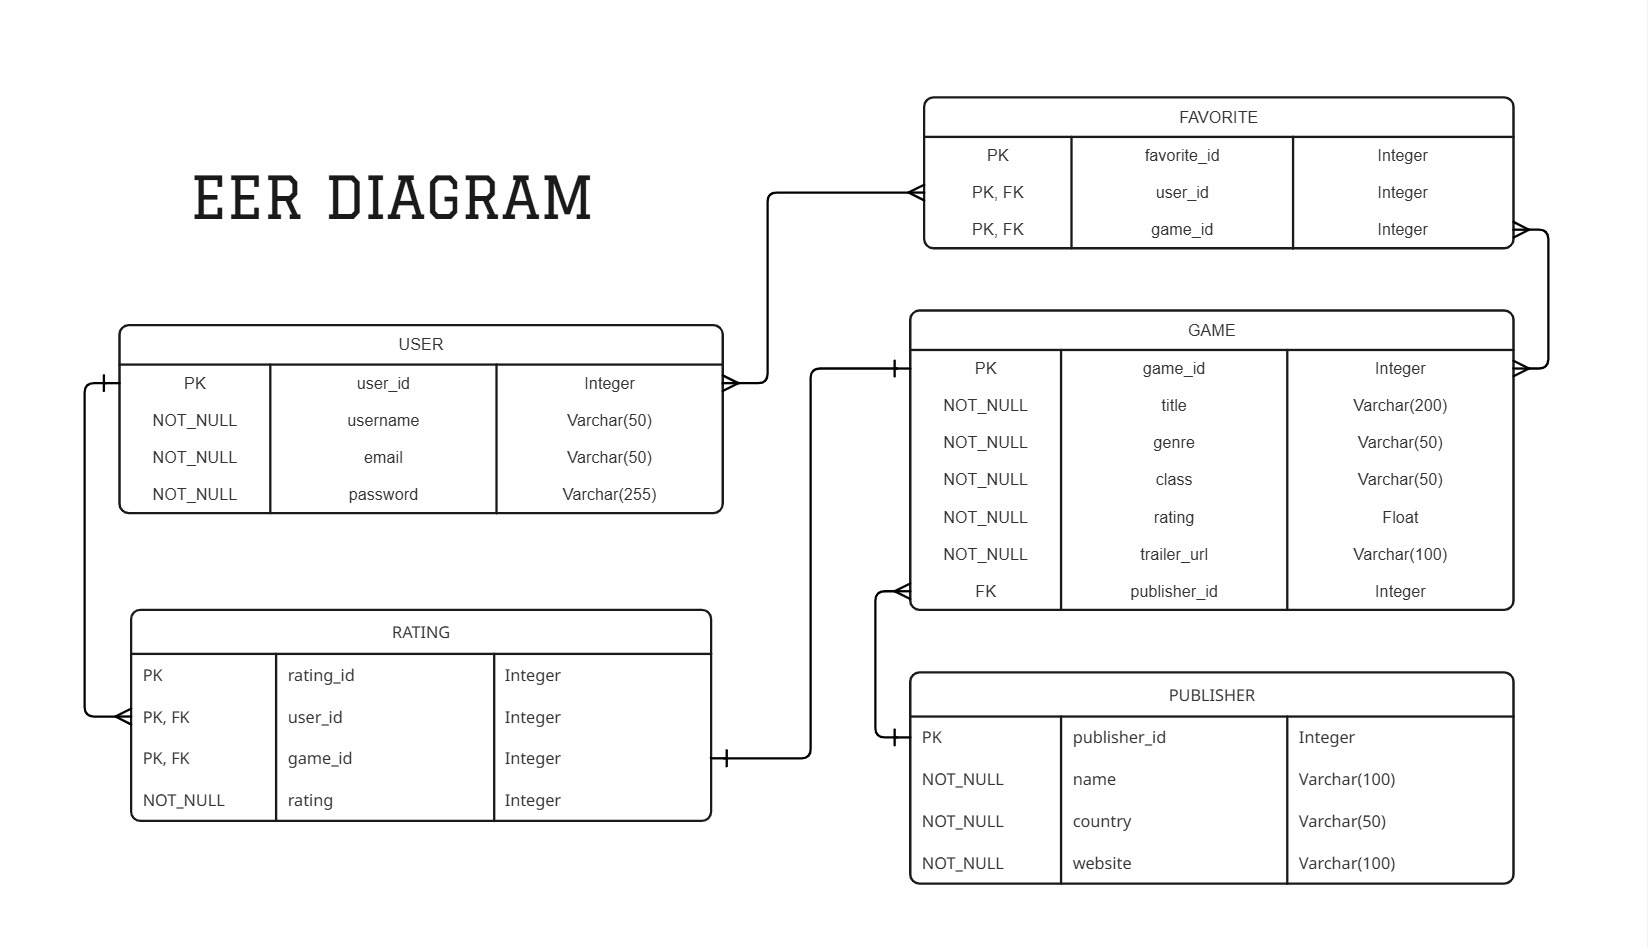 EER DIAGRAM
FAVORITE
PK favorite_id Integer
PK, FK user_id Integer
PK, FK game_id Integer
USER
PK user_id Integer
NOT_NULL username Varchar(50)
NOT_NULL email Varchar(50)
NOT_NULL password Varchar(255)
GAME
PK game_id Integer
NOT_NULL title Varchar(200)
NOT_NULL genre Varchar(50)
NOT_NULL class Varchar(50)
NOT_NULL rating Float
NOT_NULL trailer_url Varchar(100)
FK publisher_id Integer
RATING
PK rating_id Integer
PK, FK user_id Integer
PK, FK game_id Integer
NOT_NULL rating Integer
PUBLISHER
PK publisher_id Integer
NOT_NULL name Varchar(100)
NOT_NULL country Varchar(50)
NOT_NULL website Varchar(100)